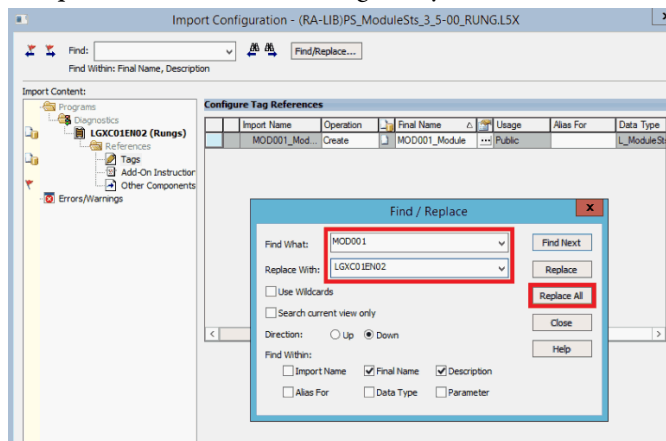 Import Configuration - (RA-LIB)PS_ModuleSts_3_5-00_RUNG.L5X
Find:
Find/Replace...
Find Within: Final Name, Description
Import Content:
Programs
Diagnostics
LGXC01EN02 (Rungs)
References
Tags
Add-On Instruction
Other Components
Errors/Warnings
Configure Tag References
Import Name Operation Final Name Usage Alias For Data Type
MOD001_Mod... Create MOD001_Module ... Public L_ModuleSt
Find / Replace
x
Find What: MOD001 Find Next
Replace With: LGXC01EN02 Replace
Use Wildcards Replace All
Search current view only
Close
Direction: Up Down
Help
Find Within:
Import Name Final Name Description
Alias For Data Type Parameter